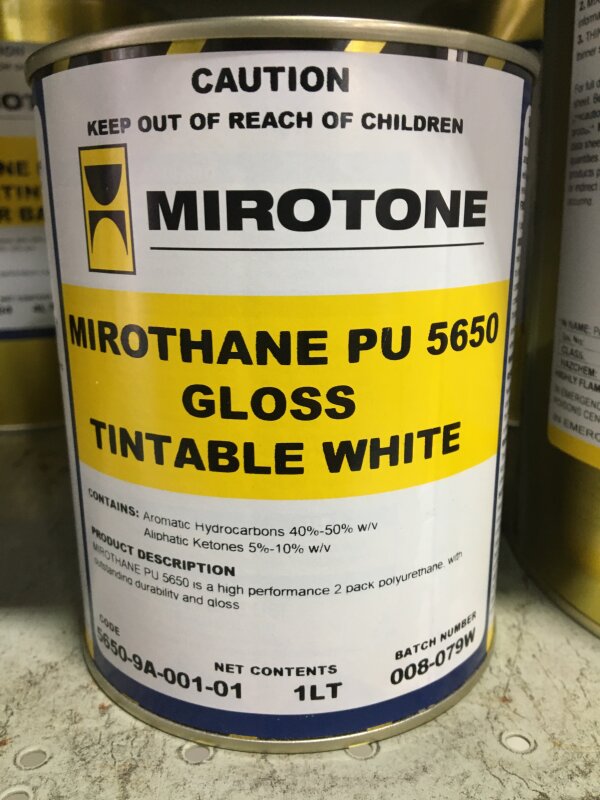 CAUTION
KEEP OUT OF REACH OF CHILDREN
MIROTONE
MIROTHANE PU 5650
GLOSS
TINTABLE WHITE
CONTAINS: Aromatic Hydrocarbons 40%-50% w/v
Aliphatic Ketones 5%-10% w/v
PRODUCT DESCRIPTION
MIROTHANE PU 5650 is a high performance 2 pack polyurethane, with
outstanding durability and gloss
CODE
5650-9A-001-01
NET CONTENTS
1LT
BATCH NUMBER
008-079W